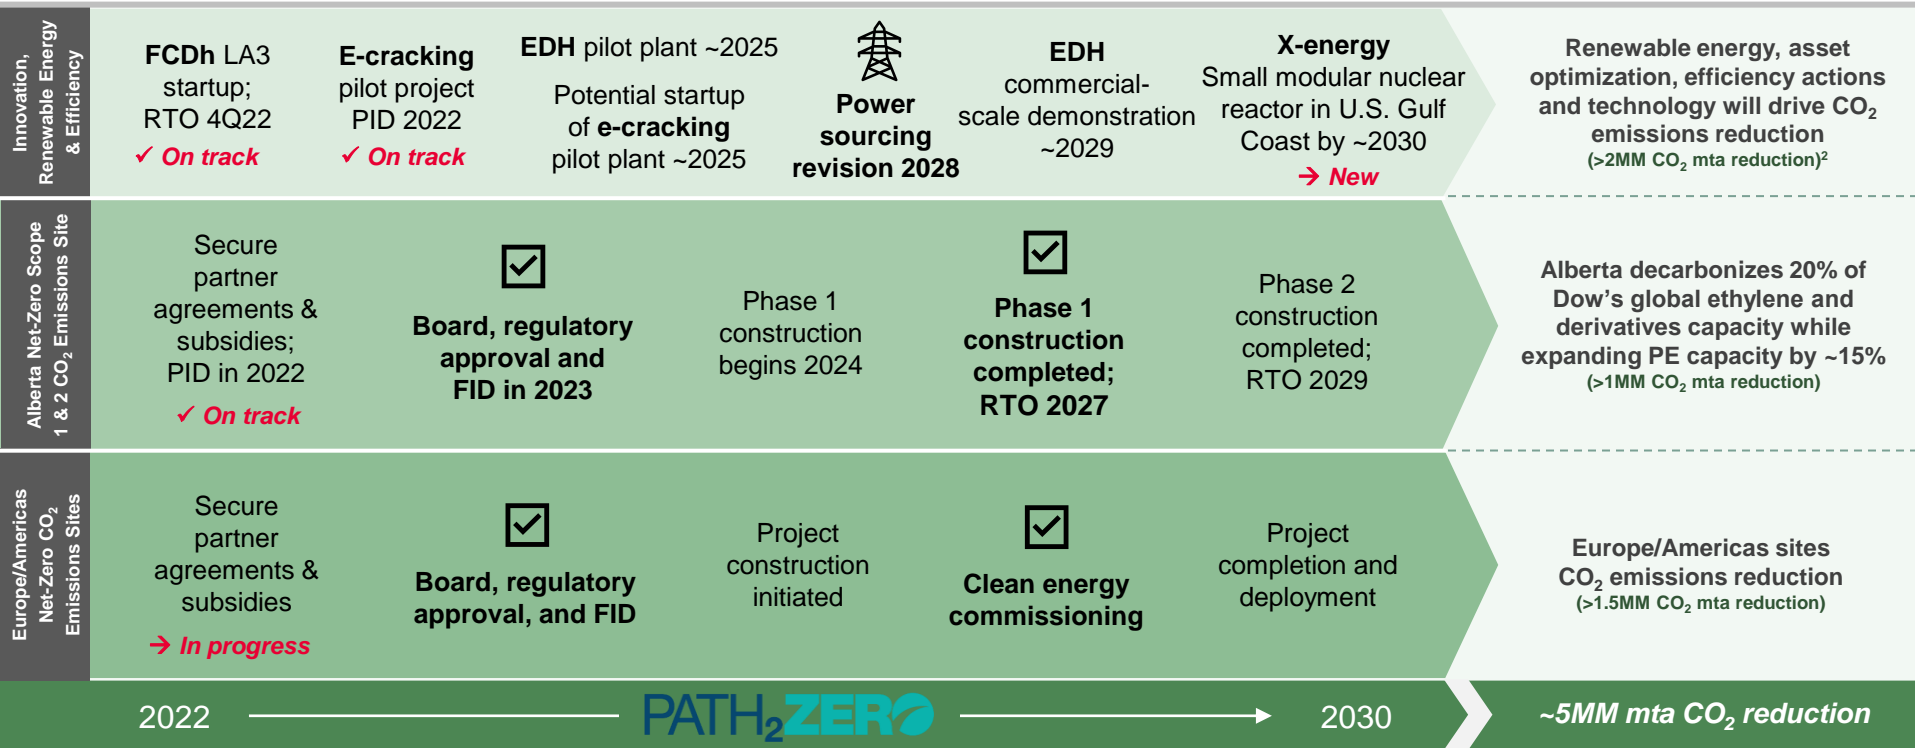 Innovation,
Renewable Energy
& Efficiency
FCDh LA3
startup;
RTO 4Q22
✓ On track
E-cracking
pilot project
PID 2022
✓ On track
EDH pilot plant ~2025
Potential startup
of e-cracking
pilot plant ~2025
Power
sourcing
revision 2028
EDH
commercial-
scale demonstration
~2029
X-energy
Small modular nuclear
reactor in U.S. Gulf
Coast by ~2030
→ New
Renewable energy, asset
optimization, efficiency actions
and technology will drive CO₂
emissions reduction
(>2MM CO₂ mta reduction)²
Alberta Net-Zero Scope
1 & 2 CO₂ Emissions Site
Secure
partner
agreements &
subsidies;
PID in 2022
✓ On track
Board, regulatory
approval and
FID in 2023
Phase 1
construction
begins 2024
Phase 1
construction
completed;
RTO 2027
Phase 2
construction
completed;
RTO 2029
Alberta decarbonizes 20% of
Dow's global ethylene and
derivatives capacity while
expanding PE capacity by ~15%
(>1MM CO₂ mta reduction)
Europe/Americas
Net-Zero CO₂
Emissions Sites
Secure
partner
agreements &
subsidies
→ In progress
Board, regulatory
approval, and FID
Project
construction
initiated
Clean energy
commissioning
Project
completion and
deployment
Europe/Americas sites
CO₂ emissions reduction
(>1.5MM CO₂ mta reduction)
2022
PATH₂ZERO
2030
~5MM mta CO₂ reduction